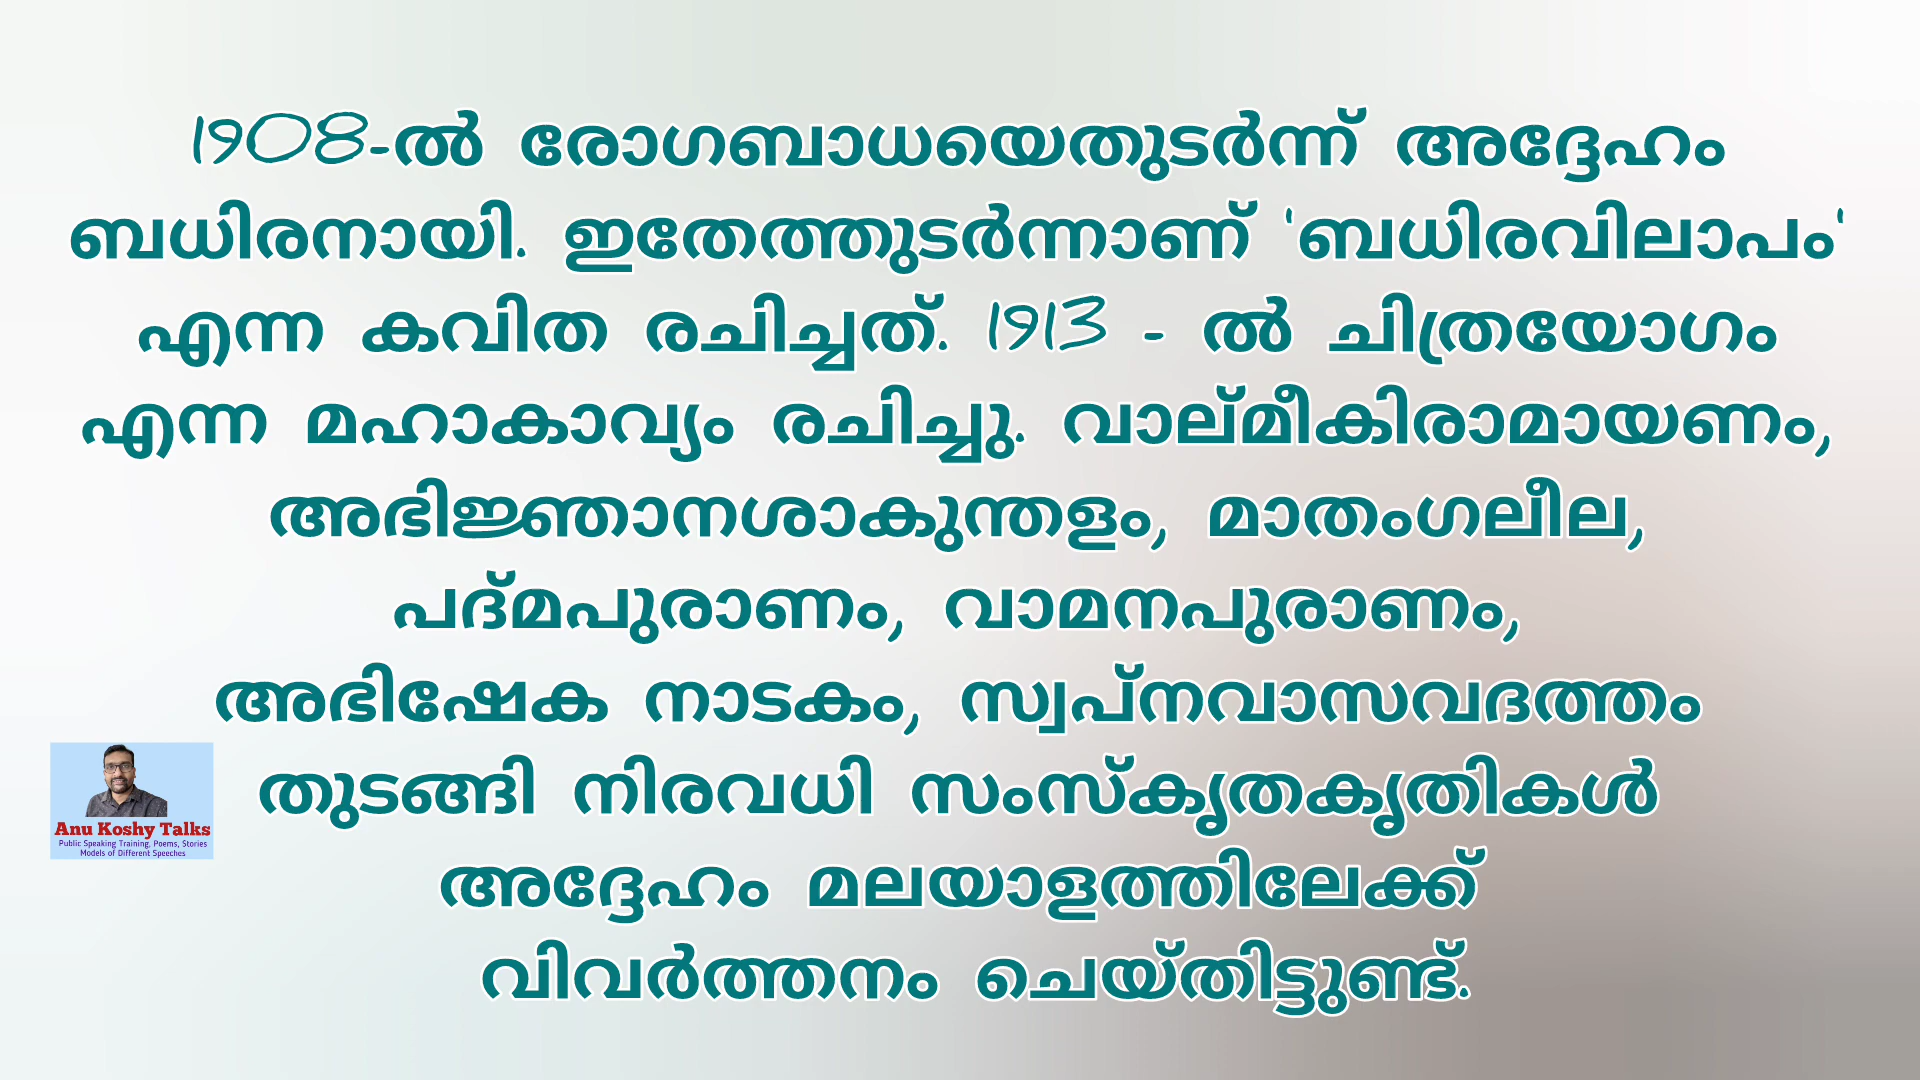 1908-ൽ രോഗബാധയെതുടർന്ന് അദ്ദേഹം
ബധിരനായി. ഇതേത്തുടർന്നാണ് 'ബധിരവിലാപം'
എന്ന കവിത രചിച്ചത്. 1913 - ൽ ചിത്രയോഗം
എന്ന മഹാകാവ്യം രചിച്ചു. വാല്മീകിരാമായണം,
അഭിജ്ഞാനശാകുന്തളം, മാതംഗലീല,
പദ്മപുരാണം, വാമനപുരാണം,
അഭിഷേക നാടകം, സ്വപ്നവാസവദത്തം
തുടങ്ങി നിരവധി സംസ്കൃതകൃതികൾ
അദ്ദേഹം മലയാളത്തിലേക്ക്
വിവർത്തനം ചെയ്തിട്ടുണ്ട്.
Anu Koshy Talks
Public Speaking Training, Poems, Stories
Models of Different Speeches